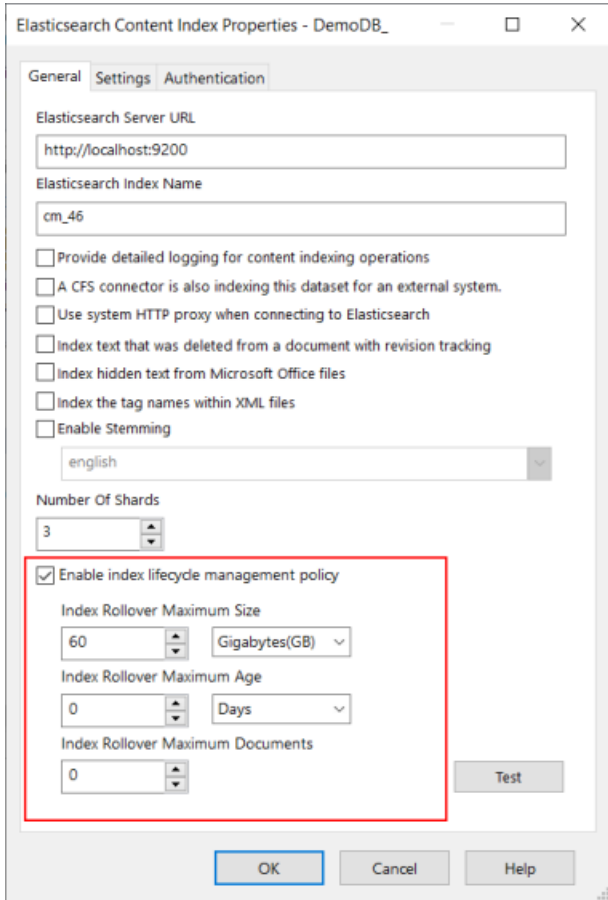 Elasticsearch Content Index Properties - DemoDB_
General Settings Authentication
Elasticsearch Server URL
http://localhost:9200
Elasticsearch Index Name
cm_46
Provide detailed logging for content indexing operations
A CFS connector is also indexing this dataset for an external system.
Use system HTTP proxy when connecting to Elasticsearch
Index text that was deleted from a document with revision tracking
Index hidden text from Microsoft Office files
Index the tag names within XML files
Enable Stemming
english
Number Of Shards
3
Enable index lifecycle management policy
Index Rollover Maximum Size
60 Gigabytes(GB)
Index Rollover Maximum Age
0 Days
Index Rollover Maximum Documents
0
Test
OK Cancel Help